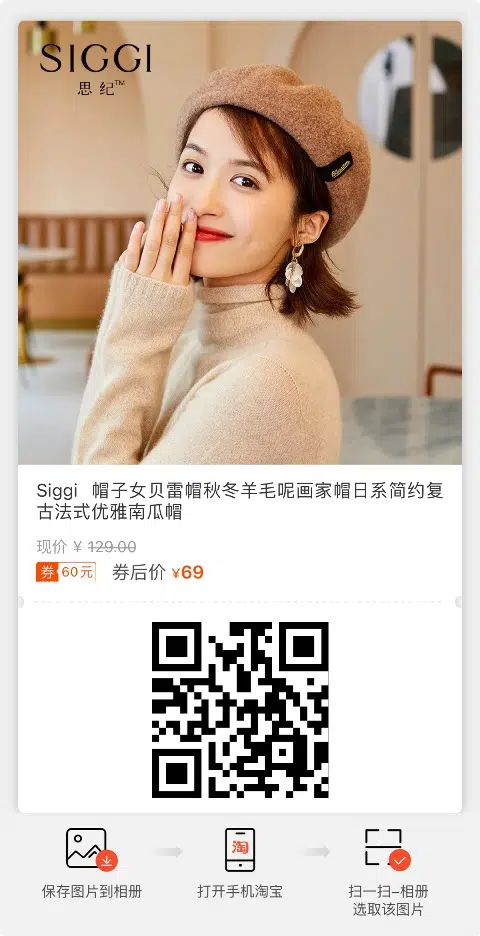 SIGGI
思纪™
Siggi 帽子女贝雷帽秋冬羊毛呢画家帽日系简约复
古法式优雅南瓜帽
现价 ¥ 129.00
券 60元 券后价 ¥69
淘
保存图片到相册
打开手机淘宝
扫一扫-相册
选取该图片